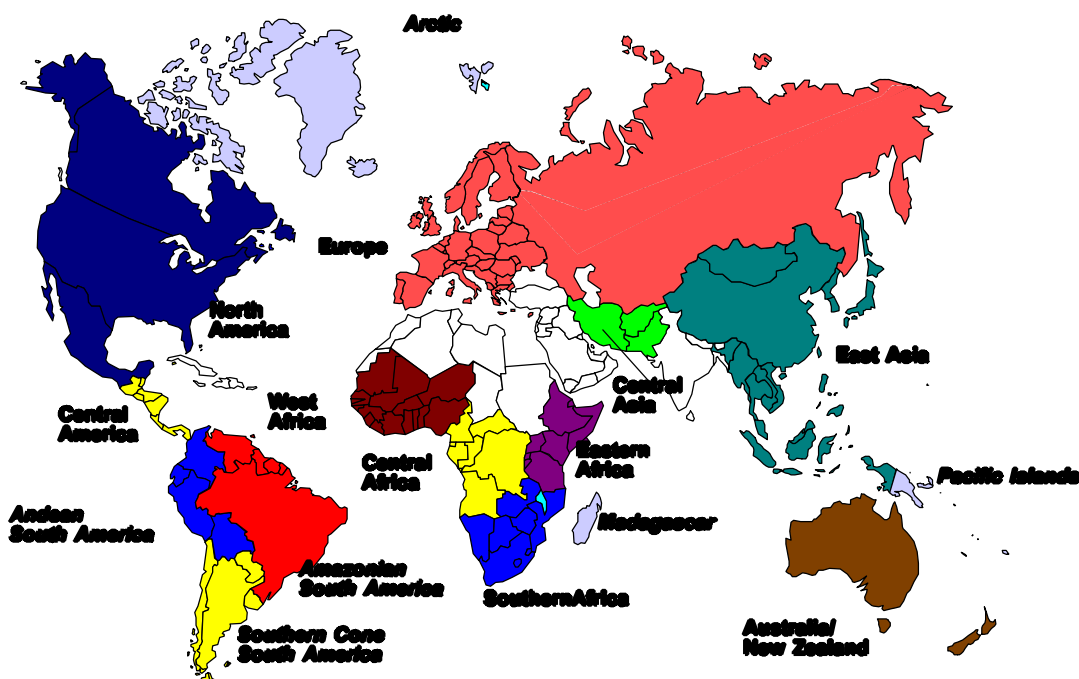 Arctic
Europe
North
America
East Asia
Central
Asia
West
Africa
Central
America
Eastern
Africa
Central
Africa
Pacific Islands
Andean
South America
Madagascar
Amazonian
South America
SouthernAfrica
Southern Cone
South America
Australia/
New Zealand